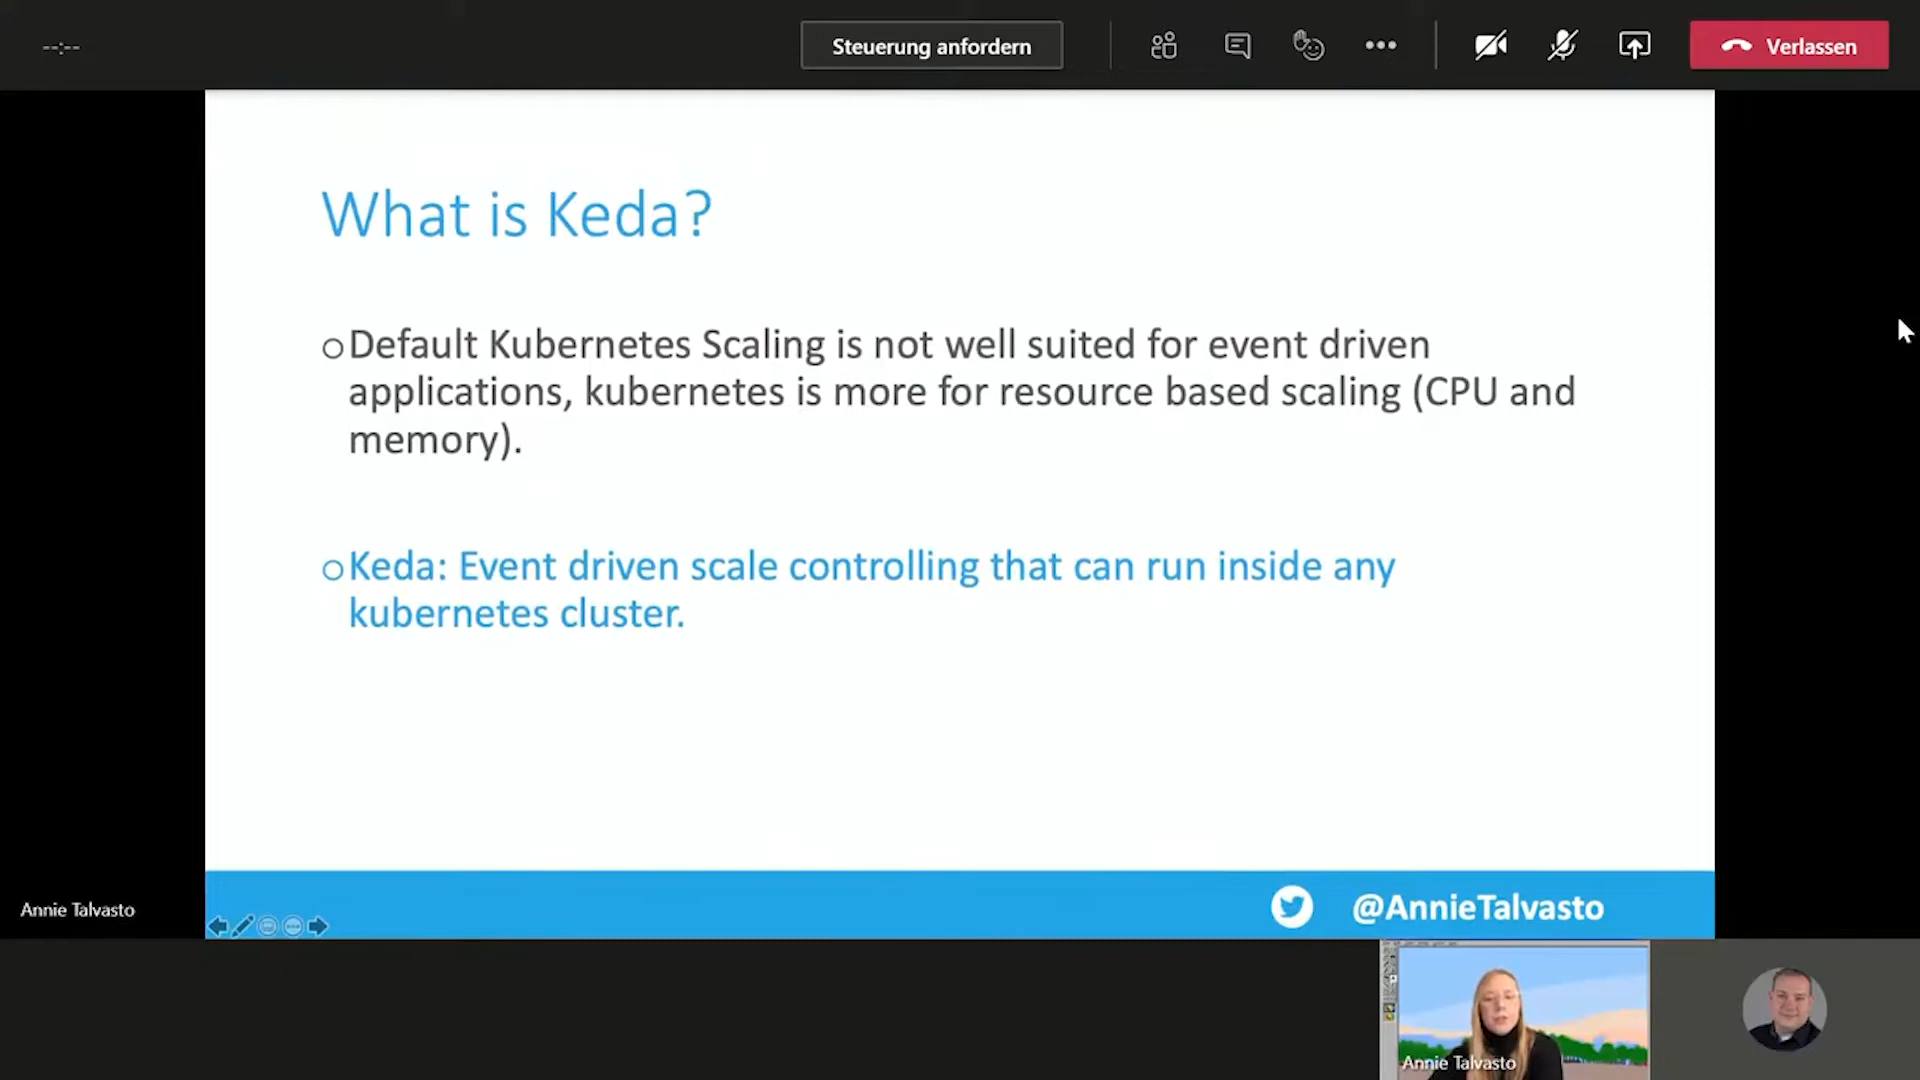 --:--
Steuerung anfordern
Verlassen
What is Keda?
Default Kubernetes Scaling is not well suited for event driven
applications, kubernetes is more for resource based scaling (CPU and
memory).
Keda: Event driven scale controlling that can run inside any
kubernetes cluster.
Annie Talvasto
@AnnieTalvasto
Annie Talvasto